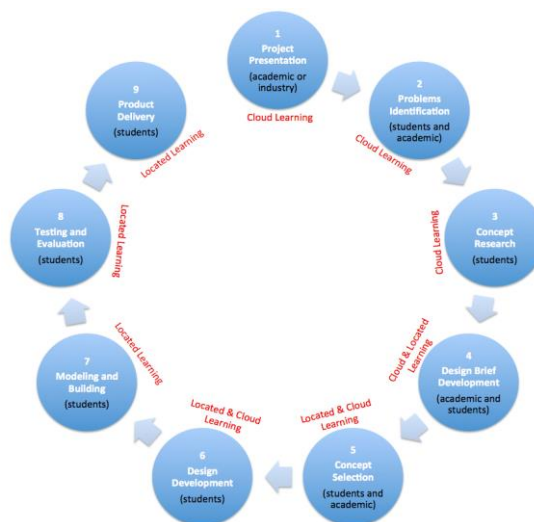 1
Project
Presentation
(academic or
industry)
Cloud Learning
2
Problems
Identification
(students and
academic)
Cloud Learning
3
Concept
Research
(students)
Cloud Learning
4
Design Brief
Development
(academic and
students)
Cloud & Located
Learning
5
Concept
Selection
(students and
academic)
Located & Cloud
Learning
6
Design
Development
(students)
Located & Cloud
Learning
7
Modeling and
Building
(students)
Located Learning
8
Testing and
Evaluation
(students)
Located Learning
9
Product
Delivery
(students)
Located Learning